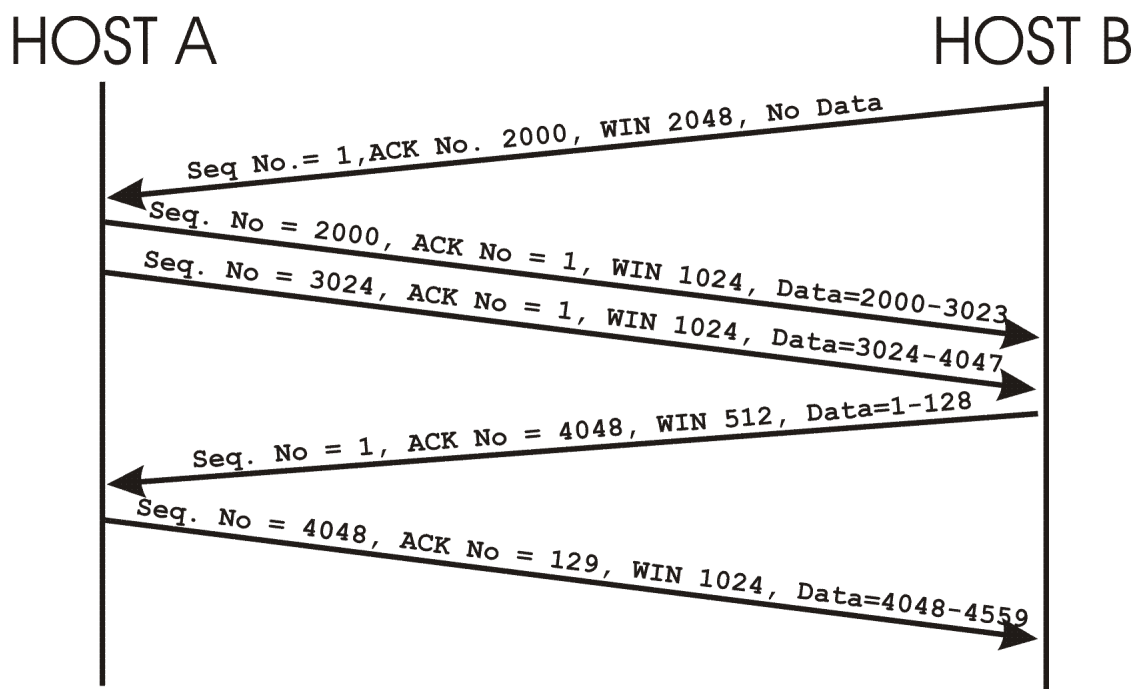 HOST A
HOST B
Seq No.= 1,ACK No. 2000, WIN 2048, No Data
Seq. No = 2000, ACK No = 1, WIN 1024, Data=2000-3023
Seq. No = 3024, ACK No = 1, WIN 1024, Data=3024-4047
Seq. No = 1, ACK No = 4048, WIN 512, Data=1-128
Seq. No = 4048, ACK No = 129, WIN 1024, Data=4048-4559